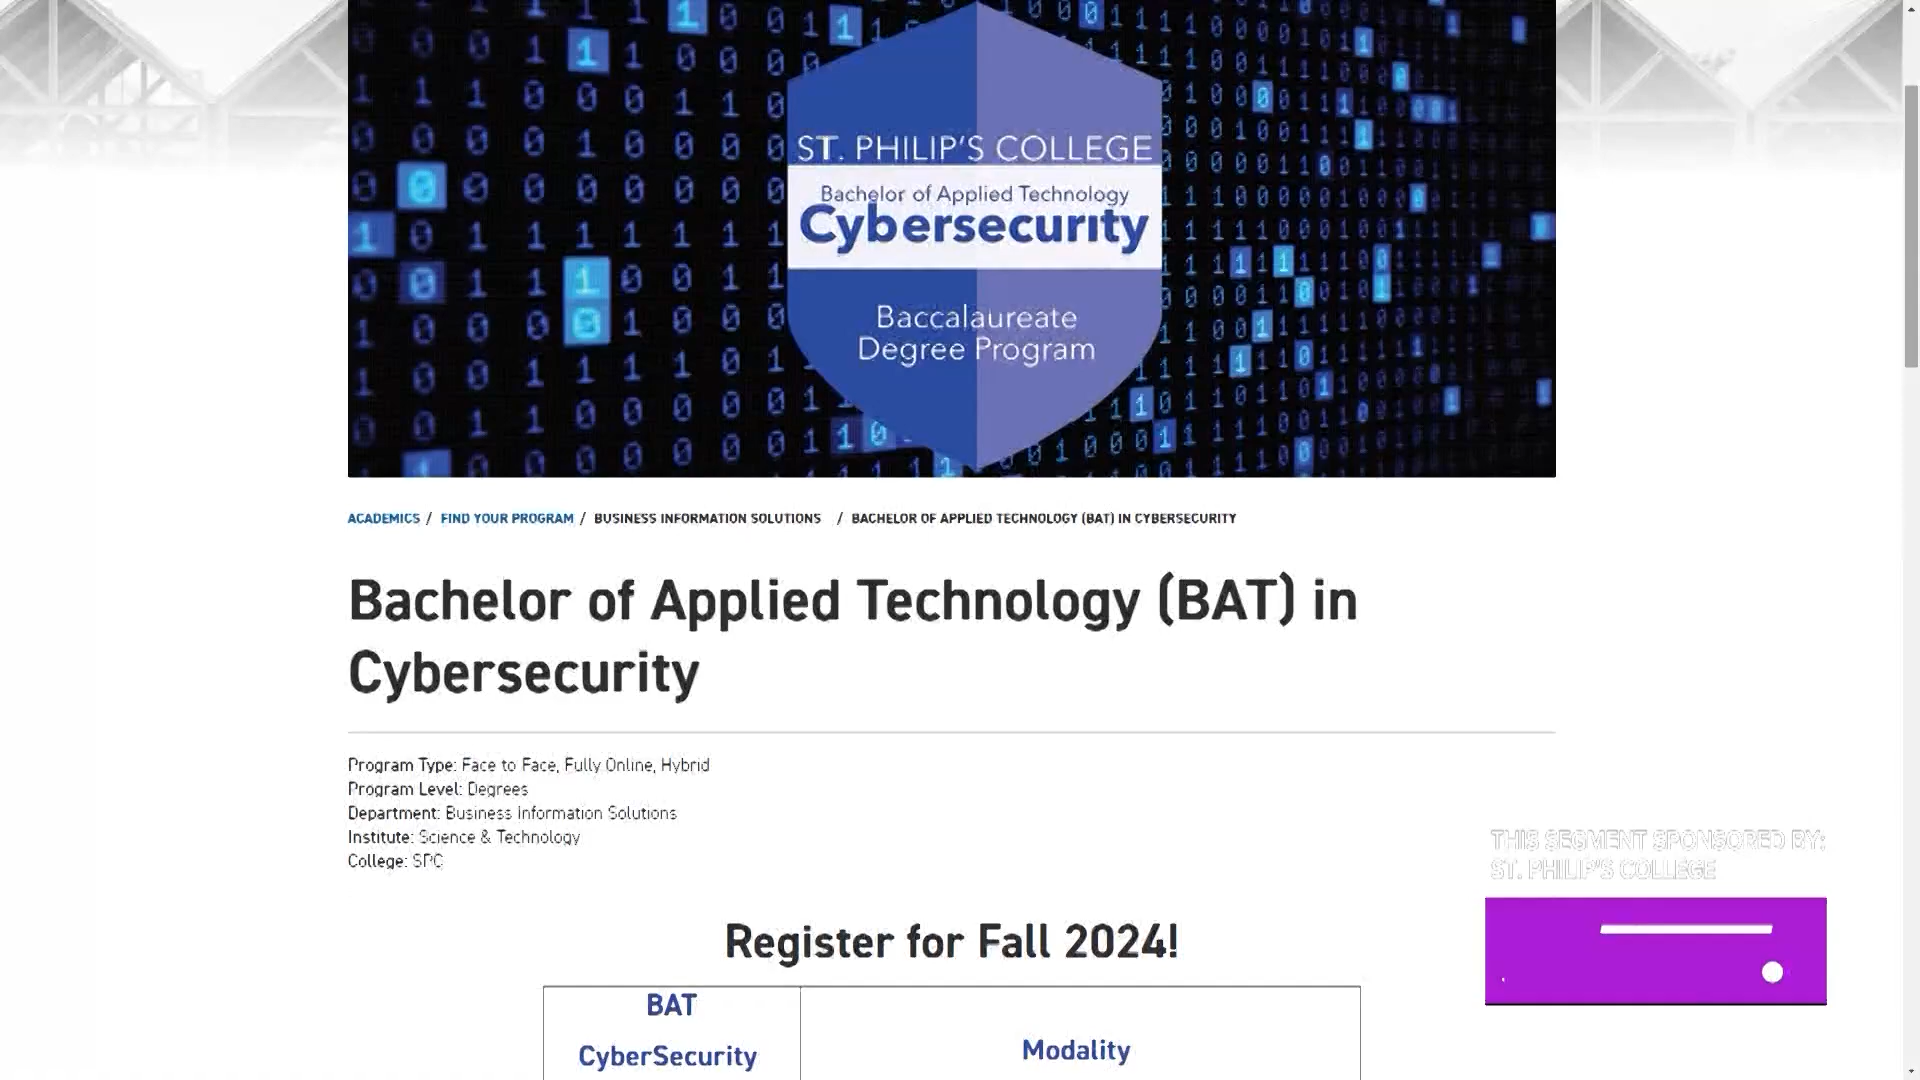 ST. PHILIP'S COLLEGE
Bachelor of Applied Technology
Cybersecurity
Baccalaureate
Degree Program
ACADEMICS / FIND YOUR PROGRAM / BUSINESS INFORMATION SOLUTIONS / BACHELOR OF APPLIED TECHNOLOGY (BAT) IN CYBERSECURITY
Bachelor of Applied Technology (BAT) in
Cybersecurity
Program Type: Face to Face, Fully Online, Hybrid
Program Level: Degrees
Department: Business Information Solutions
Institute: Science & Technology
College: SPC
THIS SEGMENT SPONSORED BY:
ST. PHILIP'S COLLEGE
Register for Fall 2024!
BAT
CyberSecurity
Modality